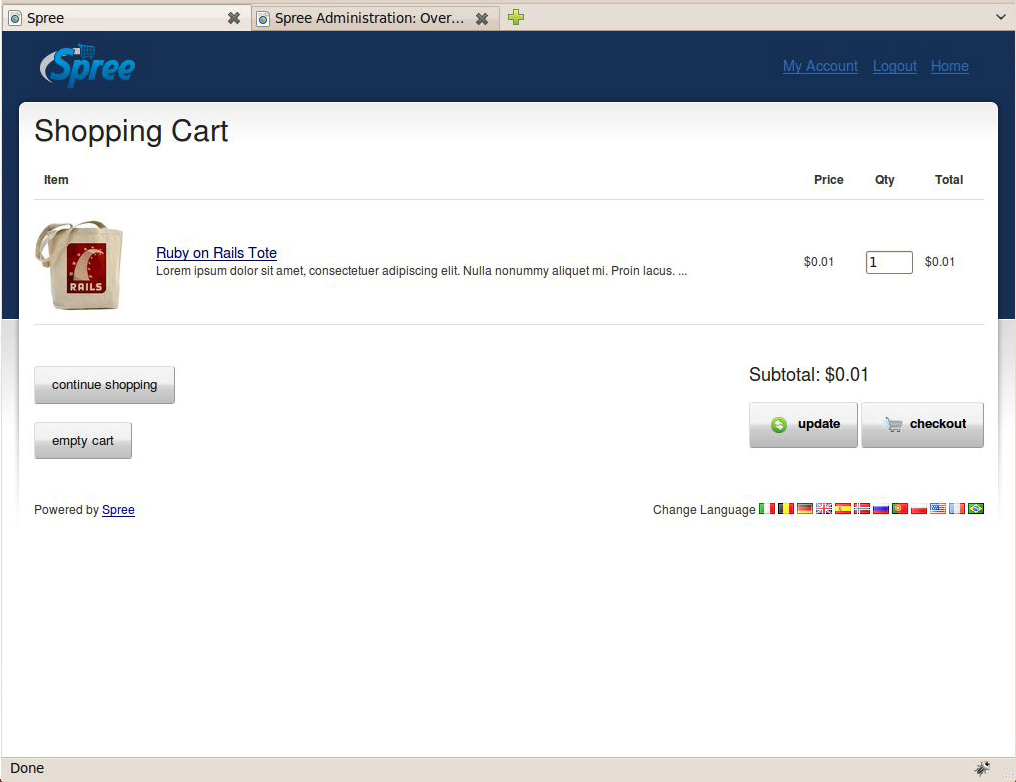 Spree
Spree Administration: Over...
Spree
My Account Logout Home
Shopping Cart
Item Price Qty Total
RAILS
Ruby on Rails Tote
Lorem ipsum dolor sit amet, consectetuer adipiscing elit. Nulla nonummy aliquet mi. Proin lacus. ...
$0.01 1 $0.01
continue shopping
Subtotal: $0.01
update checkout
empty cart
Powered by Spree
Change Language
Done